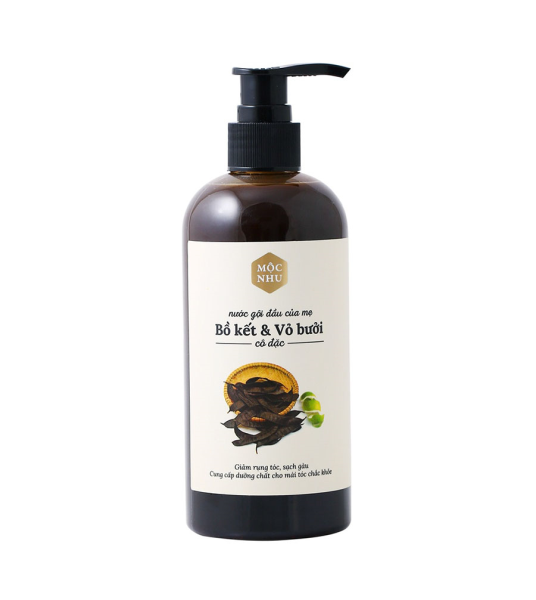 MỘC
NHU
nước gội đầu của mẹ
Bồ kết & Vỏ bưởi
cô đặc
Giảm rụng tóc, sạch gàu
Cung cấp dưỡng chất cho mái tóc chắc khỏe